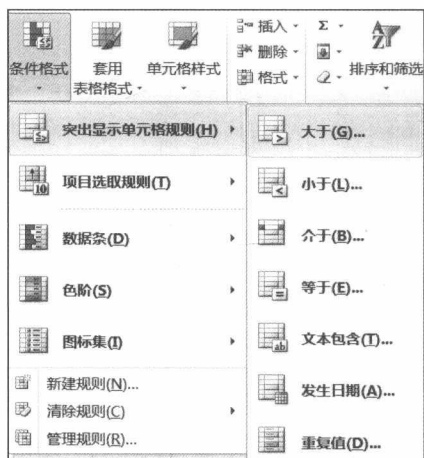 条件格式
套用
表格格式
单元格样式
插入
删除
格式
Σ
排序和筛选
突出显示单元格规则(H)
项目选取规则(T)
数据条(D)
色阶(S)
图标集(I)
新建规则(N)...
清除规则(C)
管理规则(R)...
大于(G)...
小于(L)...
介于(B)...
等于(E)...
文本包含(T)...
发生日期(A)...
重复值(D)...